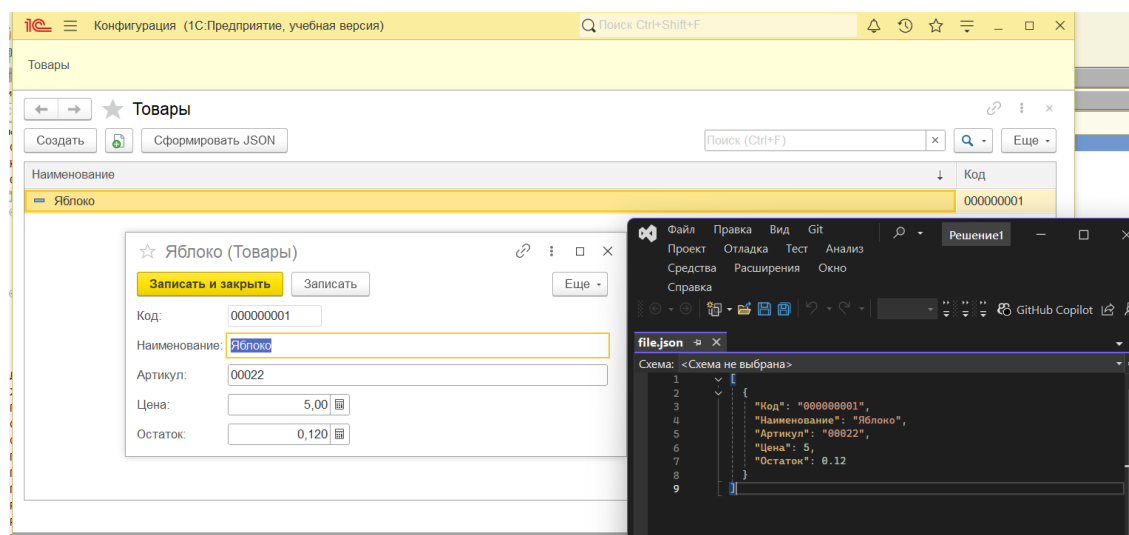 1С Конфигурация (1С:Предприятие, учебная версия) Поиск Ctrl+Shift+F
Товары
Товары
Создать Сформировать JSON Поиск (Ctrl+F) × Еще
Наименование ↓ Код
Яблоко 000000001
Яблоко (Товары)
Записать и закрыть Записать Еще
Код: 000000001
Наименование: Яблоко
Артикул: 00022
Цена: 5,00
Остаток: 0,120
Файл Правка Вид Git Решение1
Проект Отладка Тест Анализ
Средства Расширения Окно
Справка
GitHub Copilot
file.json
Схема: <Схема не выбрана>
1 [
2 {
3 "Код": "000000001",
4 "Наименование": "Яблоко",
5 "Артикул": "00022",
6 "Цена": 5,
7 "Остаток": 0.12
8 }
9 ]